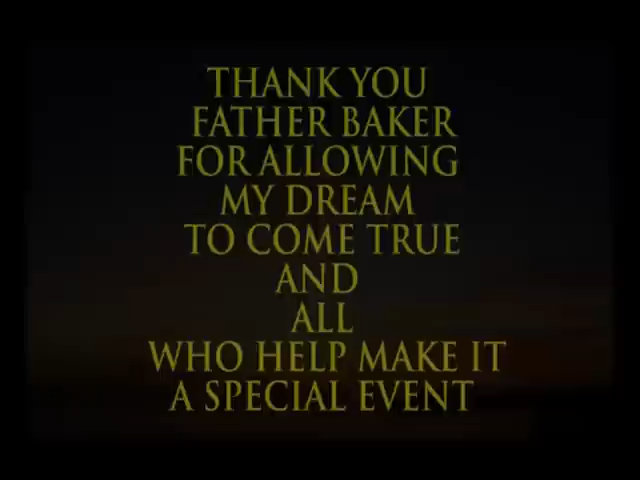 THANK YOU
FATHER BAKER
FOR ALLOWING
MY DREAM
TO COME TRUE
AND
ALL
WHO HELP MAKE IT
A SPECIAL EVENT